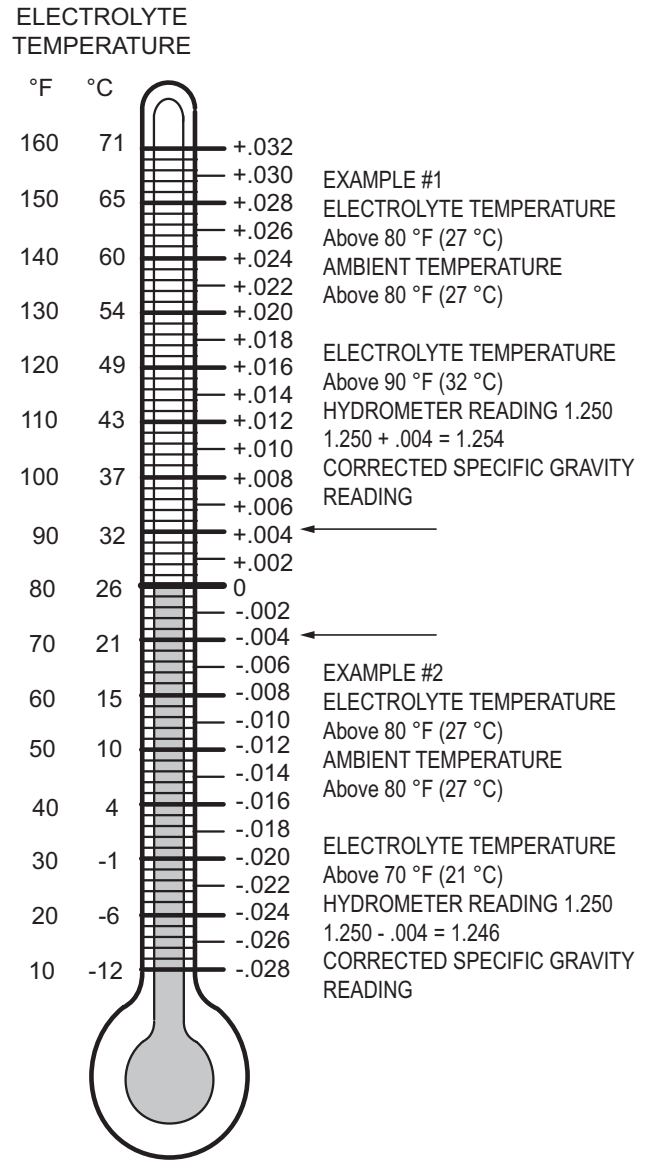 ELECTROLYTE
TEMPERATURE
°F °C
160 71 +.032
+.030
150 65 +.028
+.026
140 60 +.024
+.022
130 54 +.020
+.018
120 49 +.016
+.014
110 43 +.012
+.010
100 37 +.008
+.006
90 32 +.004
+.002
80 26 0
-.002
70 21 -.004
-.006
60 15 -.008
-.010
50 10 -.012
-.014
40 4 -.016
-.018
30 -1 -.020
-.022
20 -6 -.024
-.026
10 -12 -.028
EXAMPLE #1
ELECTROLYTE TEMPERATURE
Above 80 °F (27 °C)
AMBIENT TEMPERATURE
Above 80 °F (27 °C)
ELECTROLYTE TEMPERATURE
Above 90 °F (32 °C)
HYDROMETER READING 1.250
1.250 + .004 = 1.254
CORRECTED SPECIFIC GRAVITY
READING
EXAMPLE #2
ELECTROLYTE TEMPERATURE
Above 80 °F (27 °C)
AMBIENT TEMPERATURE
Above 80 °F (27 °C)
ELECTROLYTE TEMPERATURE
Above 70 °F (21 °C)
HYDROMETER READING 1.250
1.250 - .004 = 1.246
CORRECTED SPECIFIC GRAVITY
READING